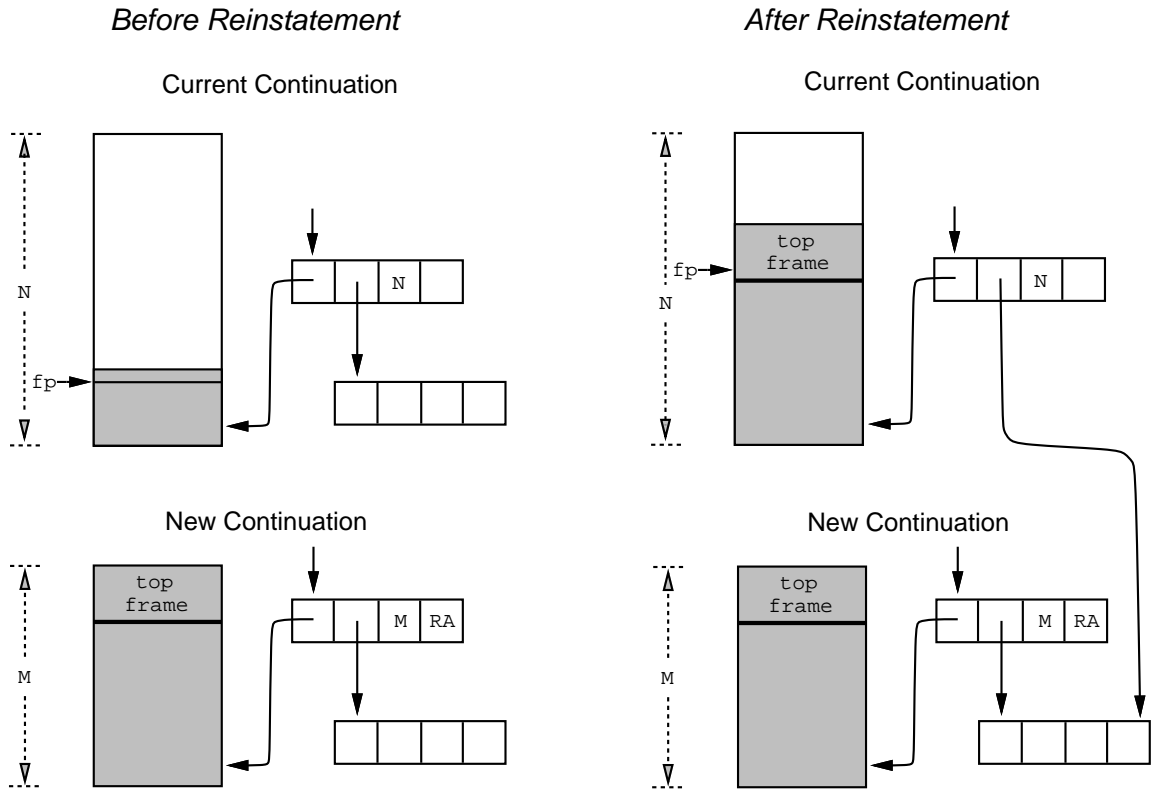 Before Reinstatement
After Reinstatement
Current Continuation
Current Continuation
N
fp
N
N
fp
top
frame
N
New Continuation
New Continuation
M
top
frame
M RA
M
top
frame
M RA